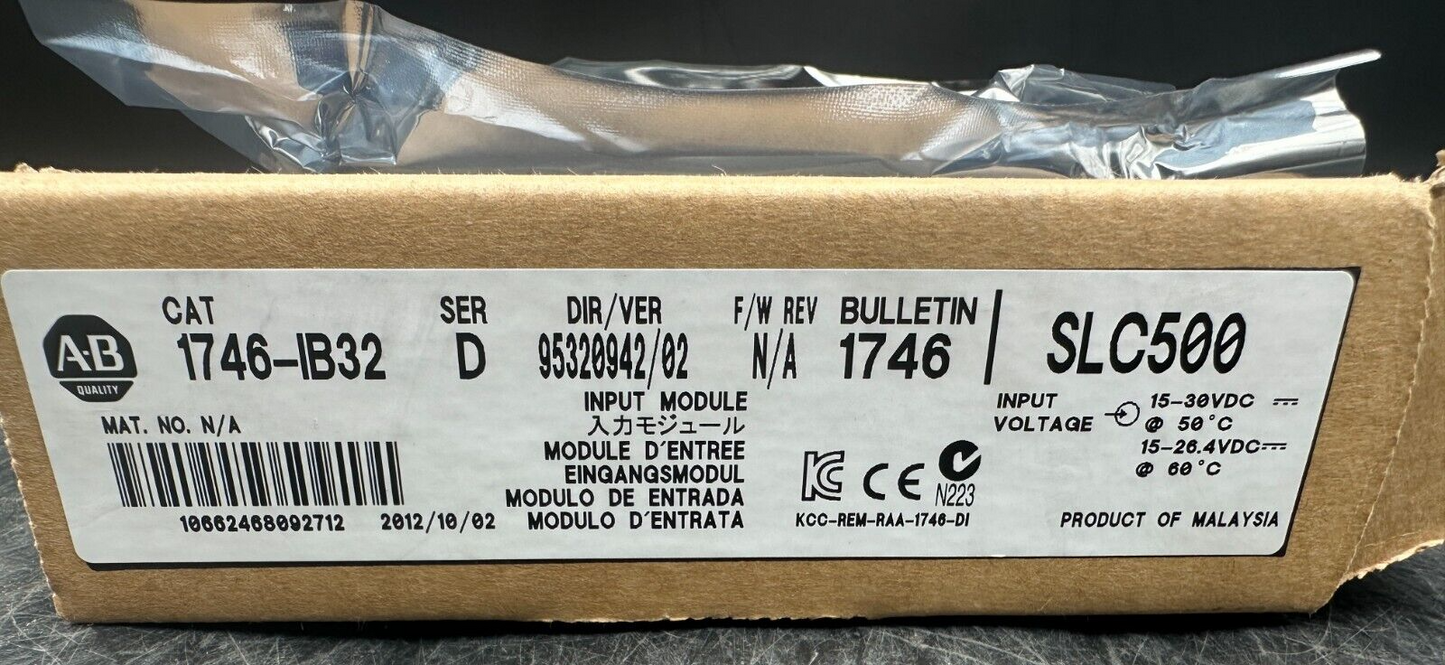 CAT SER DIR/VER F/W REV BULLETIN SLC500
1746-IB32 D 95320942/02 N/A 1746
A-B
QUALITY
MAT. NO. N/A
10662468092712 2012/10/02
INPUT MODULE
入力モジュール
MODULE D'ENTREE
EINGANGSMODUL
MODULO DE ENTRADA
MODULO D'ENTRATA
CE N223
KCC-REM-RAA-1746-DI
INPUT VOLTAGE
15-30VDC
@ 50°C
15-26.4VDC
@ 60°C
PRODUCT OF MALAYSIA